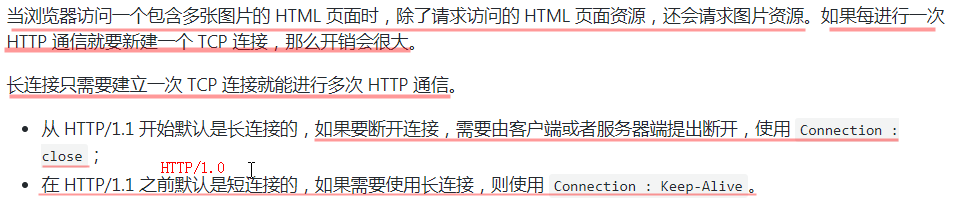 当浏览器访问一个包含多张图片的 HTML 页面时，除了请求访问的 HTML 页面资源，还会请求图片资源。如果每进行一次
HTTP 通信就要新建一个 TCP 连接，那么开销会很大。
长连接只需要建立一次 TCP 连接就能进行多次 HTTP 通信。
• 从 HTTP/1.1 开始默认是长连接的，如果要断开连接，需要由客户端或者服务器端提出断开，使用 Connection :
close；
HTTP/1.0
• 在 HTTP/1.1 之前默认是短连接的，如果需要使用长连接，则使用 Connection : Keep-Alive。